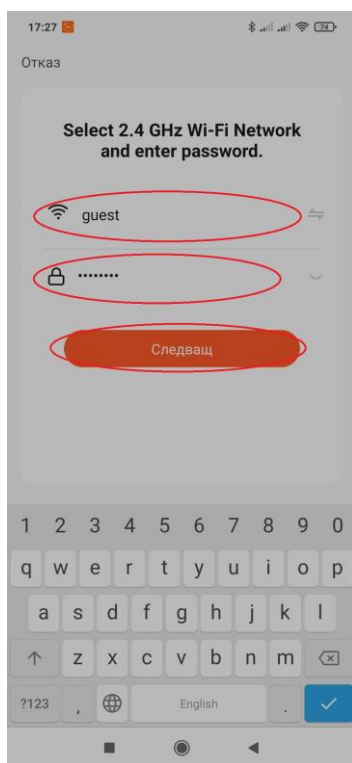 17:27
74
Отказ
Select 2.4 GHz Wi-Fi Network
and enter password.
guest
••••••••
Следващ
1 2 3 4 5 6 7 8 9 0
q w e r t y u i o p
a s d f g h j k l
z x c v b n m
?123 , English .